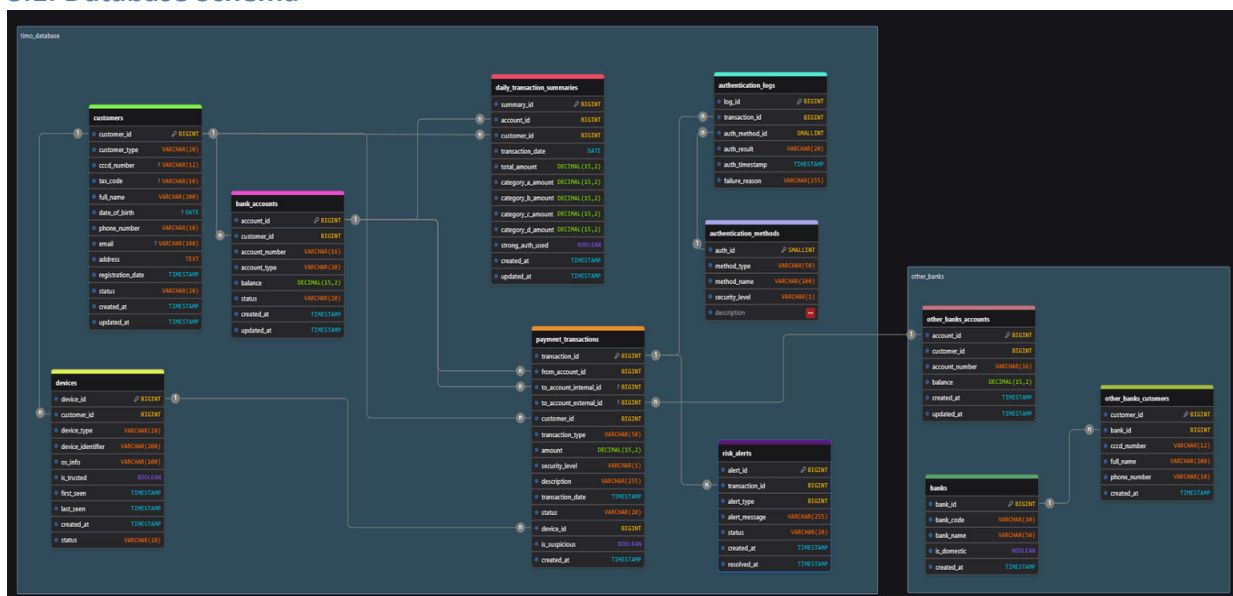 timo_database
customers
customer_id BIGINT
customer_type VARCHAR(20)
cccd_number ? VARCHAR(12)
tax_code ? VARCHAR(10)
full_name VARCHAR(200)
date_of_birth ? DATE
phone_number VARCHAR(10)
email ? VARCHAR(100)
address TEXT
registration_date TIMESTAMP
status VARCHAR(20)
created_at TIMESTAMP
updated_at TIMESTAMP
bank_accounts
account_id BIGINT
customer_id BIGINT
account_number VARCHAR(16)
account_type VARCHAR(20)
balance DECIMAL(15,2)
status VARCHAR(20)
created_at TIMESTAMP
updated_at TIMESTAMP
devices
device_id BIGINT
customer_id BIGINT
device_type VARCHAR(20)
device_identifier VARCHAR(200)
os_info VARCHAR(100)
is_trusted BOOLEAN
first_seen TIMESTAMP
last_seen TIMESTAMP
created_at TIMESTAMP
status VARCHAR(20)
daily_transaction_summaries
summary_id BIGINT
account_id BIGINT
customer_id BIGINT
transaction_date DATE
total_amount DECIMAL(15,2)
category_a_amount DECIMAL(15,2)
category_b_amount DECIMAL(15,2)
category_c_amount DECIMAL(15,2)
category_d_amount DECIMAL(15,2)
strong_auth_used BOOLEAN
created_at TIMESTAMP
updated_at TIMESTAMP
payment_transactions
transaction_id BIGINT
from_account_id BIGINT
to_account_internal_id ? BIGINT
to_account_external_id ? BIGINT
customer_id BIGINT
transaction_type VARCHAR(50)
amount DECIMAL(15,2)
security_level VARCHAR(1)
description VARCHAR(255)
transaction_date TIMESTAMP
status VARCHAR(20)
device_id BIGINT
is_suspicious BOOLEAN
created_at TIMESTAMP
authentication_logs
log_id BIGINT
transaction_id BIGINT
auth_method_id SMALLINT
auth_result VARCHAR(20)
auth_timestamp TIMESTAMP
failure_reason VARCHAR(255)
authentication_methods
auth_id SMALLINT
method_type VARCHAR(50)
method_name VARCHAR(100)
security_level VARCHAR(1)
description
risk_alerts
alert_id BIGINT
transaction_id BIGINT
alert_type BIGINT
alert_message VARCHAR(255)
status VARCHAR(20)
created_at TIMESTAMP
resolved_at TIMESTAMP
other_banks
other_banks_accounts
account_id BIGINT
customer_id BIGINT
account_number VARCHAR(16)
balance DECIMAL(15,2)
created_at TIMESTAMP
updated_at TIMESTAMP
banks
bank_id BIGINT
bank_code VARCHAR(10)
bank_name VARCHAR(50)
is_domestic BOOLEAN
created_at TIMESTAMP
other_banks_cutomers
customer_id BIGINT
bank_id BIGINT
cccd_number VARCHAR(12)
full_name VARCHAR(200)
phone_number VARCHAR(10)
created_at TIMESTAMP